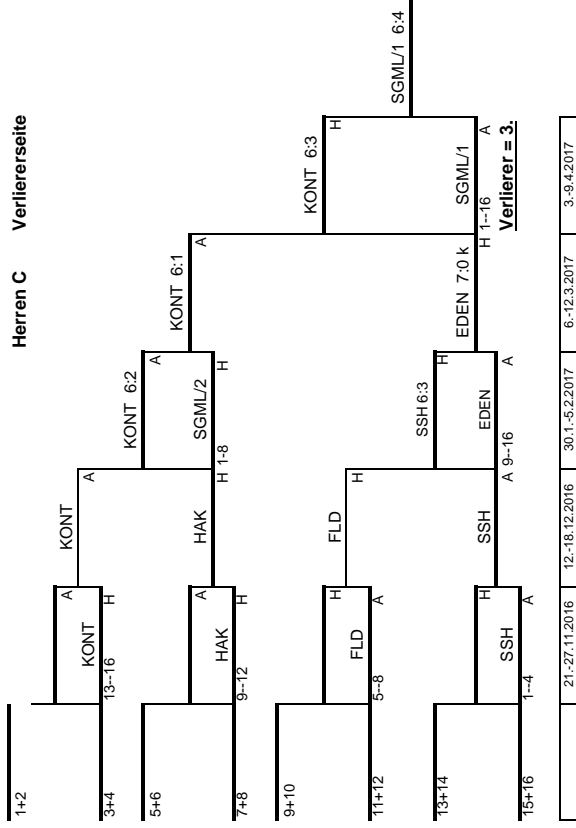 Herren C Verliererseite
1+2
3+4
5+6
7+8
9+10
11+12
13+14
15+16
KONT
A
H
13--16
HAK
A
H
9--12
FLD
H
A
5--8
SSH
H
A
1--4
KONT
A
HAK
H
1-8
FLD
H
SSH
A
9--16
KONT 6:2
A
SGML/2
H
SSH 6:3
H
EDEN
A
KONT 6:1
A
EDEN 7:0 k
H
1--16
KONT 6:3
H
SGML/1
A
Verlierer = 3.
SGML/1 6:4
21.-27.11.2016
12.-18.12.2016
30.1.-5.2.2017
6.-12.3.2017
3.-9.4.2017